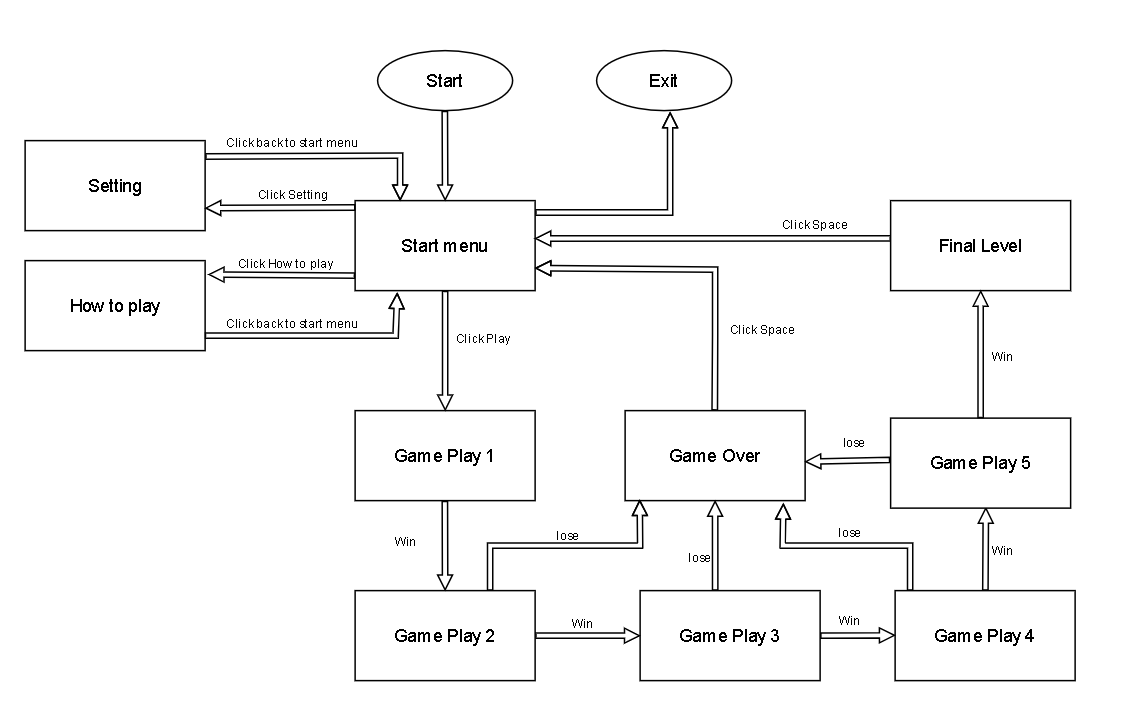 Start
Exit
Click back to start menu
Setting
Click Setting
Start menu
Click Space
Final Level
Click How to play
How to play
Click back to start menu
Click Play
Click Space
Win
Game Play 1
Game Over
lose
Game Play 5
Win
lose
lose
lose
Win
Game Play 2
Win
Game Play 3
Win
Game Play 4